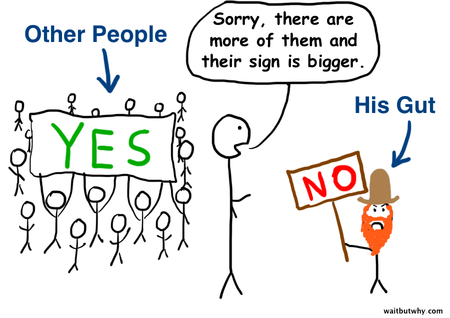 Other People
Sorry, there are
more of them and
their sign is bigger.
His Gut
YES
NO
waitbutwhy.com